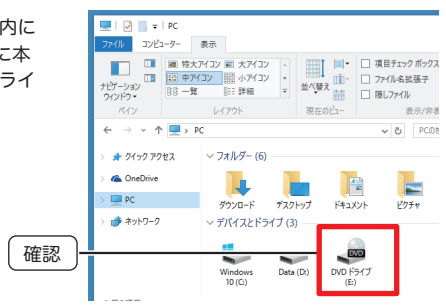 内に
に本
ライ
PC
ファイル コンピューター 表示
ナビゲーション
ウィンドウ
ペイン
特大アイコン 大アイコン
中アイコン 小アイコン
一覧 詳細
レイアウト
並べ替え
現在のビュー
項目チェック ボックス
ファイル名拡張子
隠しファイル
表示/非表
PC
PCの検
クイック アクセス
OneDrive
PC
ネットワーク
フォルダー (6)
ダウンロード デスクトップ ドキュメント ピクチャ
デバイスとドライブ (3)
Windows
10 (C:)
Data (D:)
DVD
DVD ドライブ
(E:)
確認